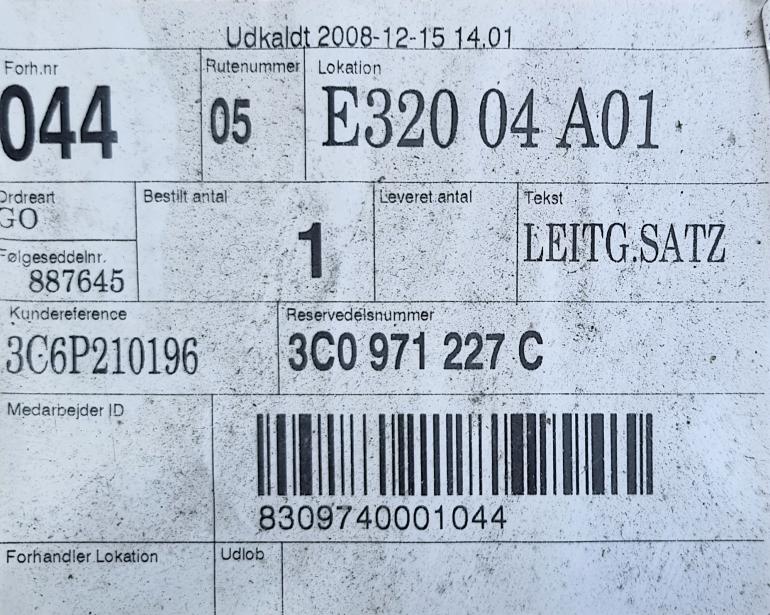 Udkaldt 2008-12-15 14.01
Forh.nr Rutenummer Lokation
044 05 E320 04 A01
Ordreart Bestilt antal Leveret antal Tekst
GO
1 LEITG.SATZ
Følgeseddelnr.
887645
Kundereference Reservedelsnummer
3C6P210196 3C0 971 227 C
Medarbejder ID
8309740001044
Forhandler Lokation Udlob